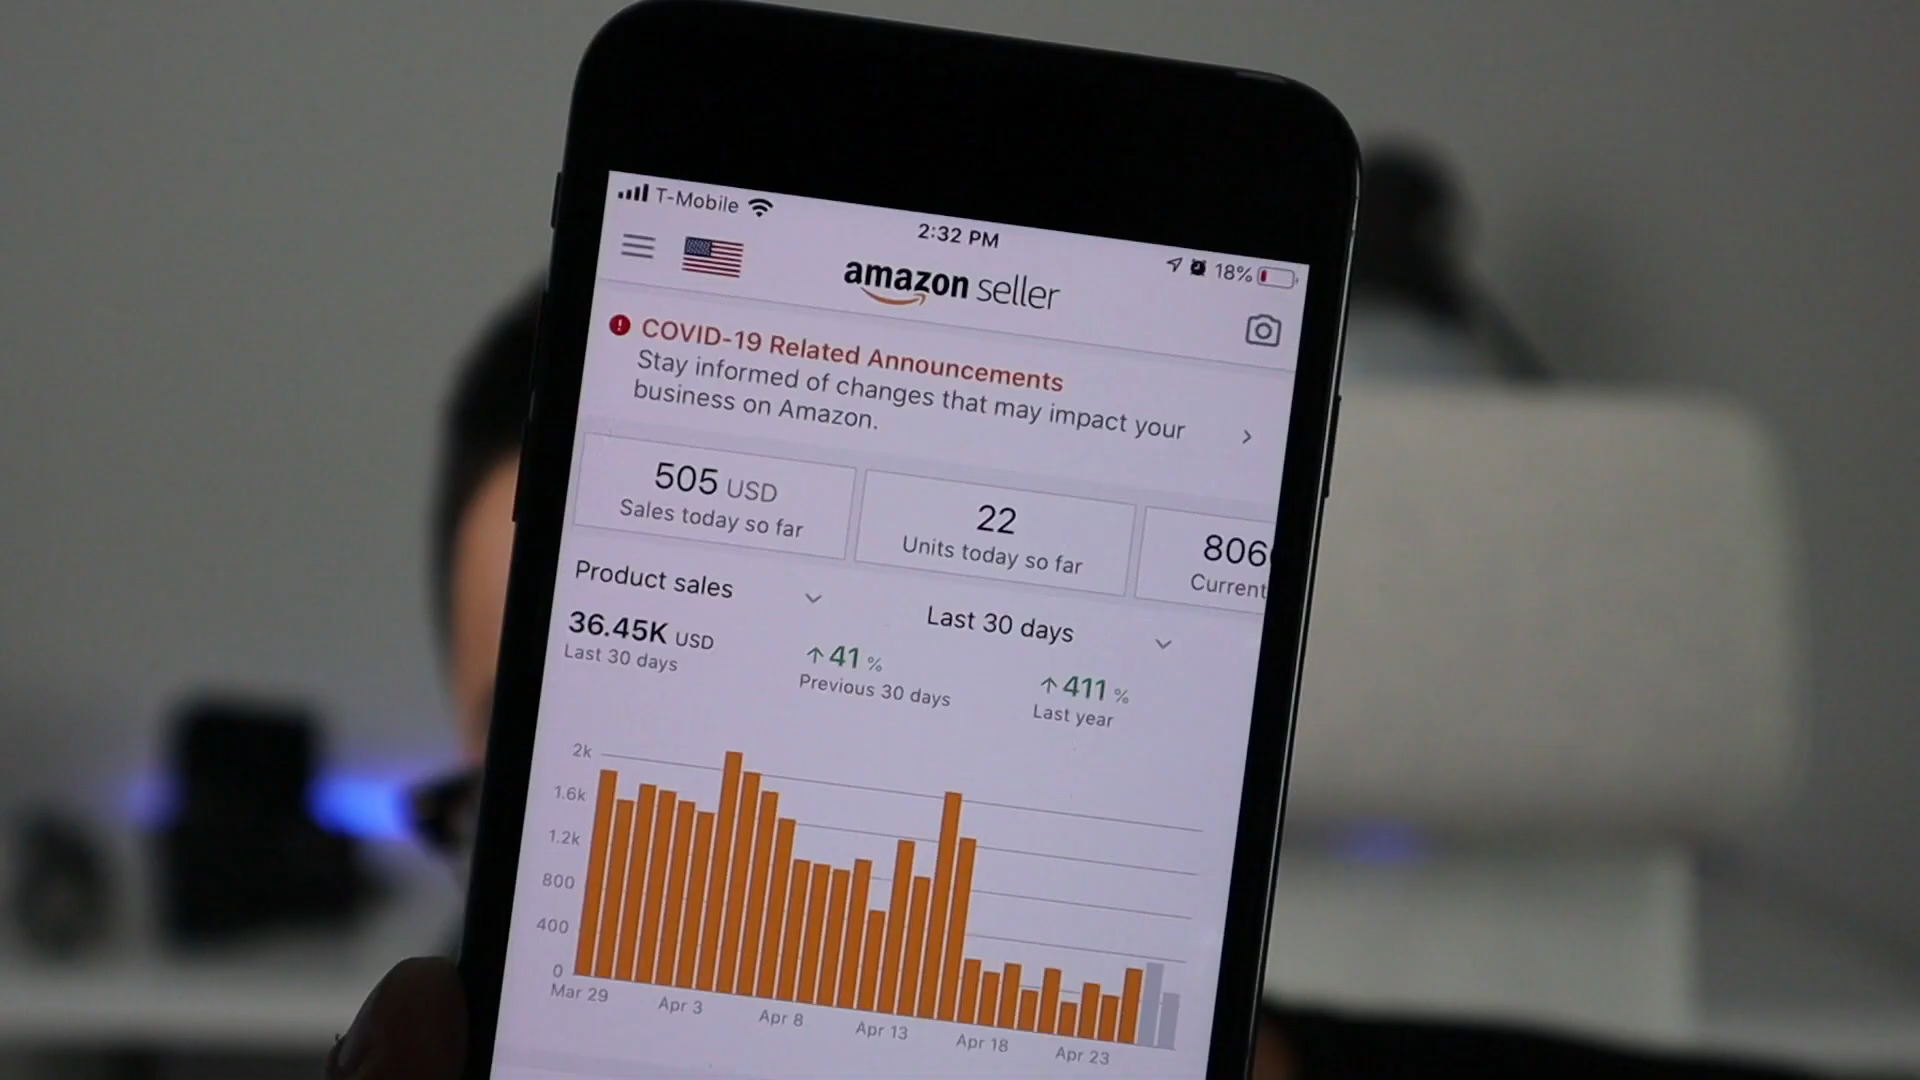 T-Mobile
2:32 PM
18%
amazon seller
COVID-19 Related Announcements
Stay informed of changes that may impact your
business on Amazon.
505 USD
Sales today so far
22
Units today so far
806
Current
Product sales
Last 30 days
36.45K USD
Last 30 days
↑41 %
Previous 30 days
↑411 %
Last year
2k
1.6k
1.2k
800
400
0
Mar 29
Apr 3
Apr 8
Apr 13
Apr 18
Apr 23